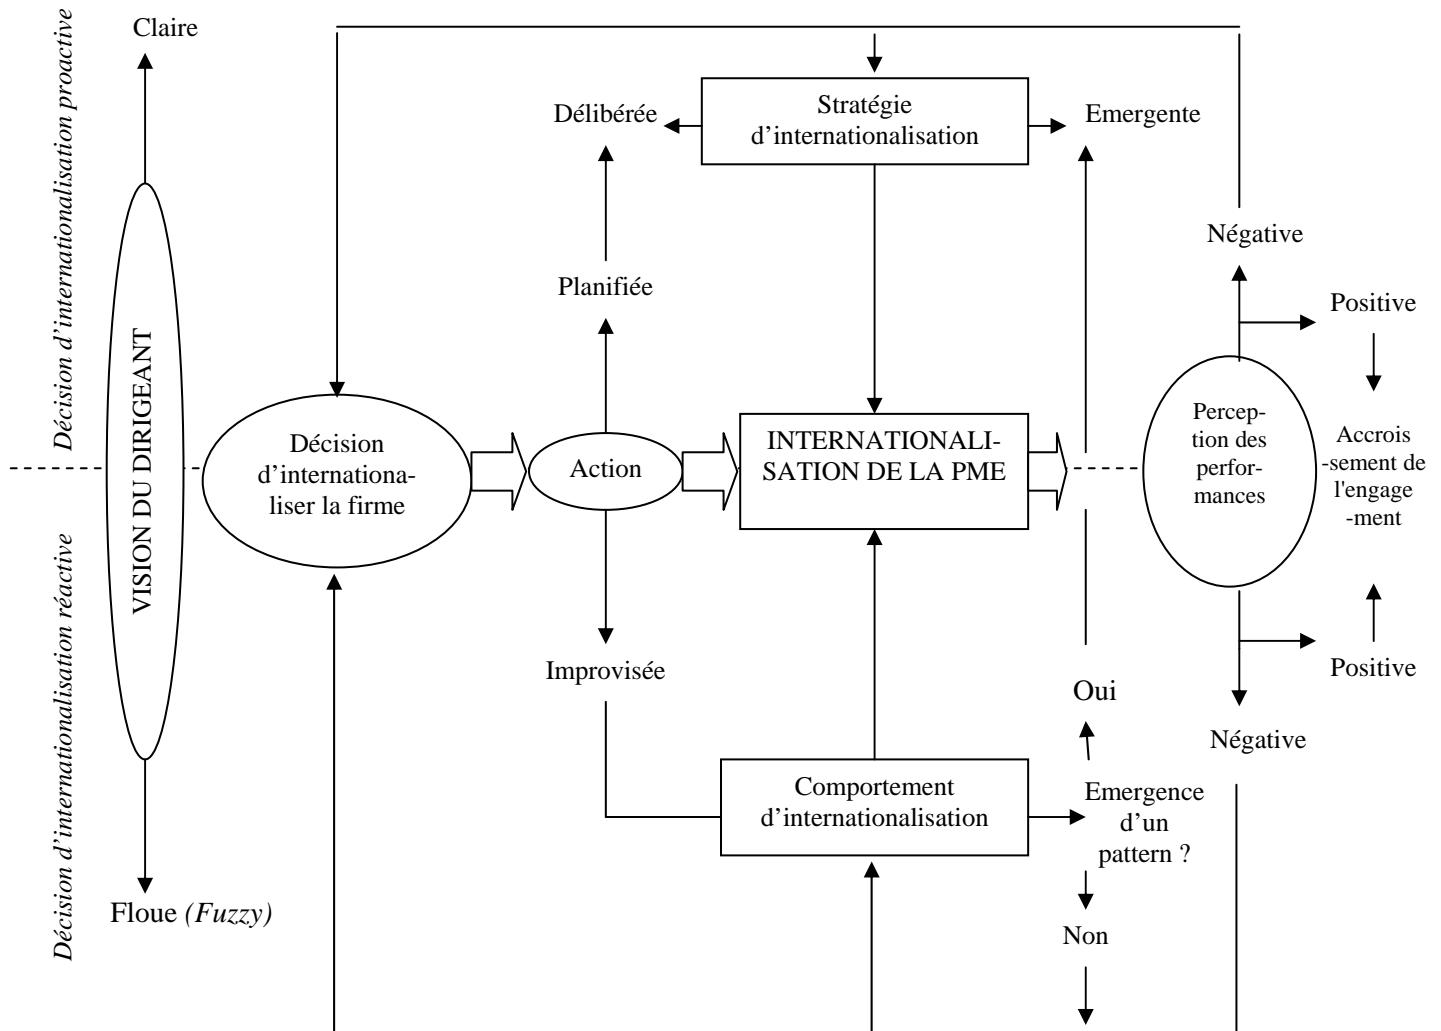 Claire
Décision d'internationalisation proactive
Stratégie
d'internationalisation
Délibérée
Emergente
Négative
Planifiée
Positive
VISION DU DIRIGEANT
Décision
d'internationa-
liser la firme
Action
INTERNATIONALI-
SATION DE LA PME
Percep-
tion des
perfor-
mances
Accrois
-sement de
l'engage
-ment
Décision d'internationalisation réactive
Improvisée
Oui
Positive
Négative
Comportement
d'internationalisation
Emergence
d'un
pattern ?
Floue (Fuzzy)
Non